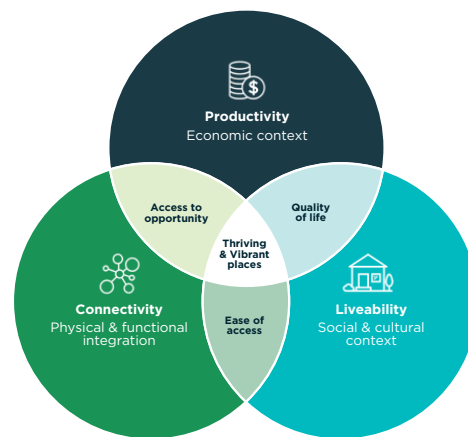 $
Productivity
Economic context
Access to
opportunity
Quality
of life
Thriving
& Vibrant
places
Connectivity
Physical & functional
integration
Liveability
Social & cultural
context
Ease of
access